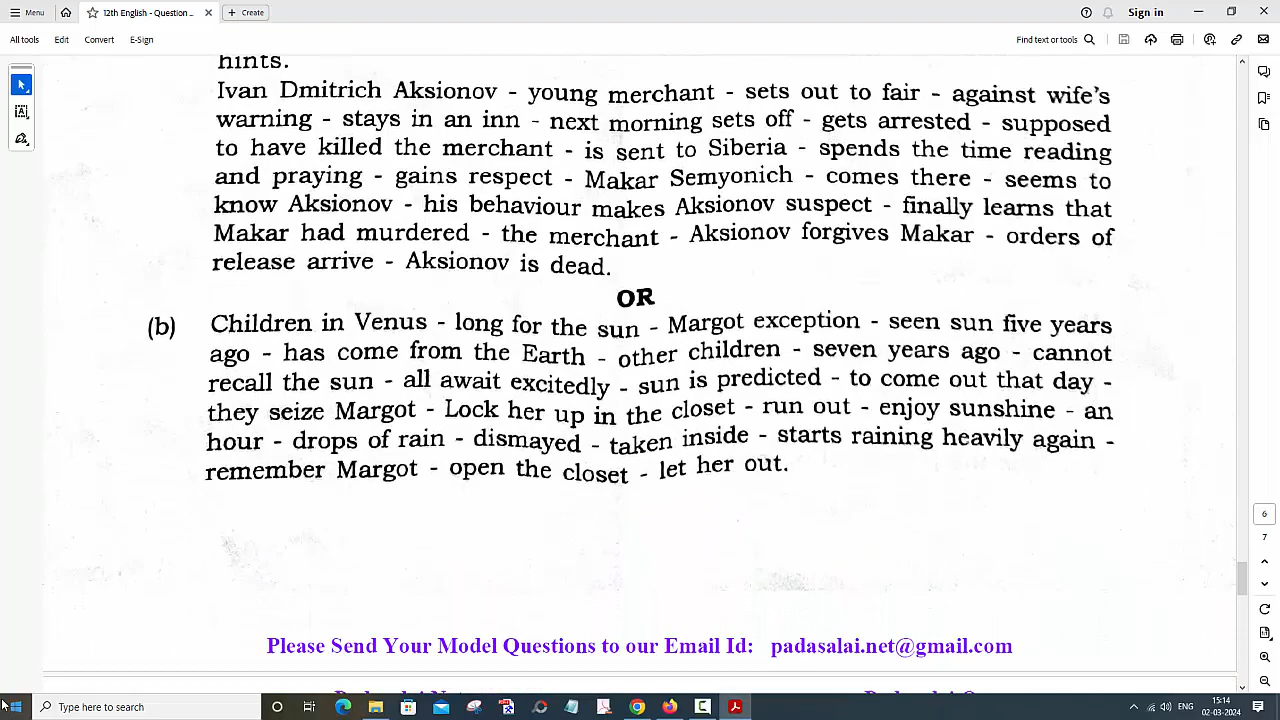 Menu
12th English - Question ...
Create
Sign in
All tools
Edit
Convert
E-Sign
Find text or tools
hints.
Ivan Dmitrich Aksionov - young merchant - sets out to fair - against wife's
warning - stays in an inn - next morning sets off - gets arrested - supposed
to have killed the merchant - is sent to Siberia - spends the time reading
and praying - gains respect - Makar Semyonich - comes there - seems to
know Aksionov - his behaviour makes Aksionov suspect - finally learns that
Makar had murdered - the merchant - Aksionov forgives Makar - orders of
release arrive - Aksionov is dead.
OR
(b) Children in Venus - long for the sun - Margot exception - seen sun five years
ago - has come from the Earth - other children - seven years ago - cannot
recall the sun - all await excitedly - sun is predicted - to come out that day -
they seize Margot - Lock her up in the closet - run out - enjoy sunshine - an
hour - drops of rain - dismayed - taken inside - starts raining heavily again -
remember Margot - open the closet - let her out.
6
7
Please Send Your Model Questions to our Email Id: padasalai.net@gmail.com
Type here to search
ENG
15:14
02-03-2024